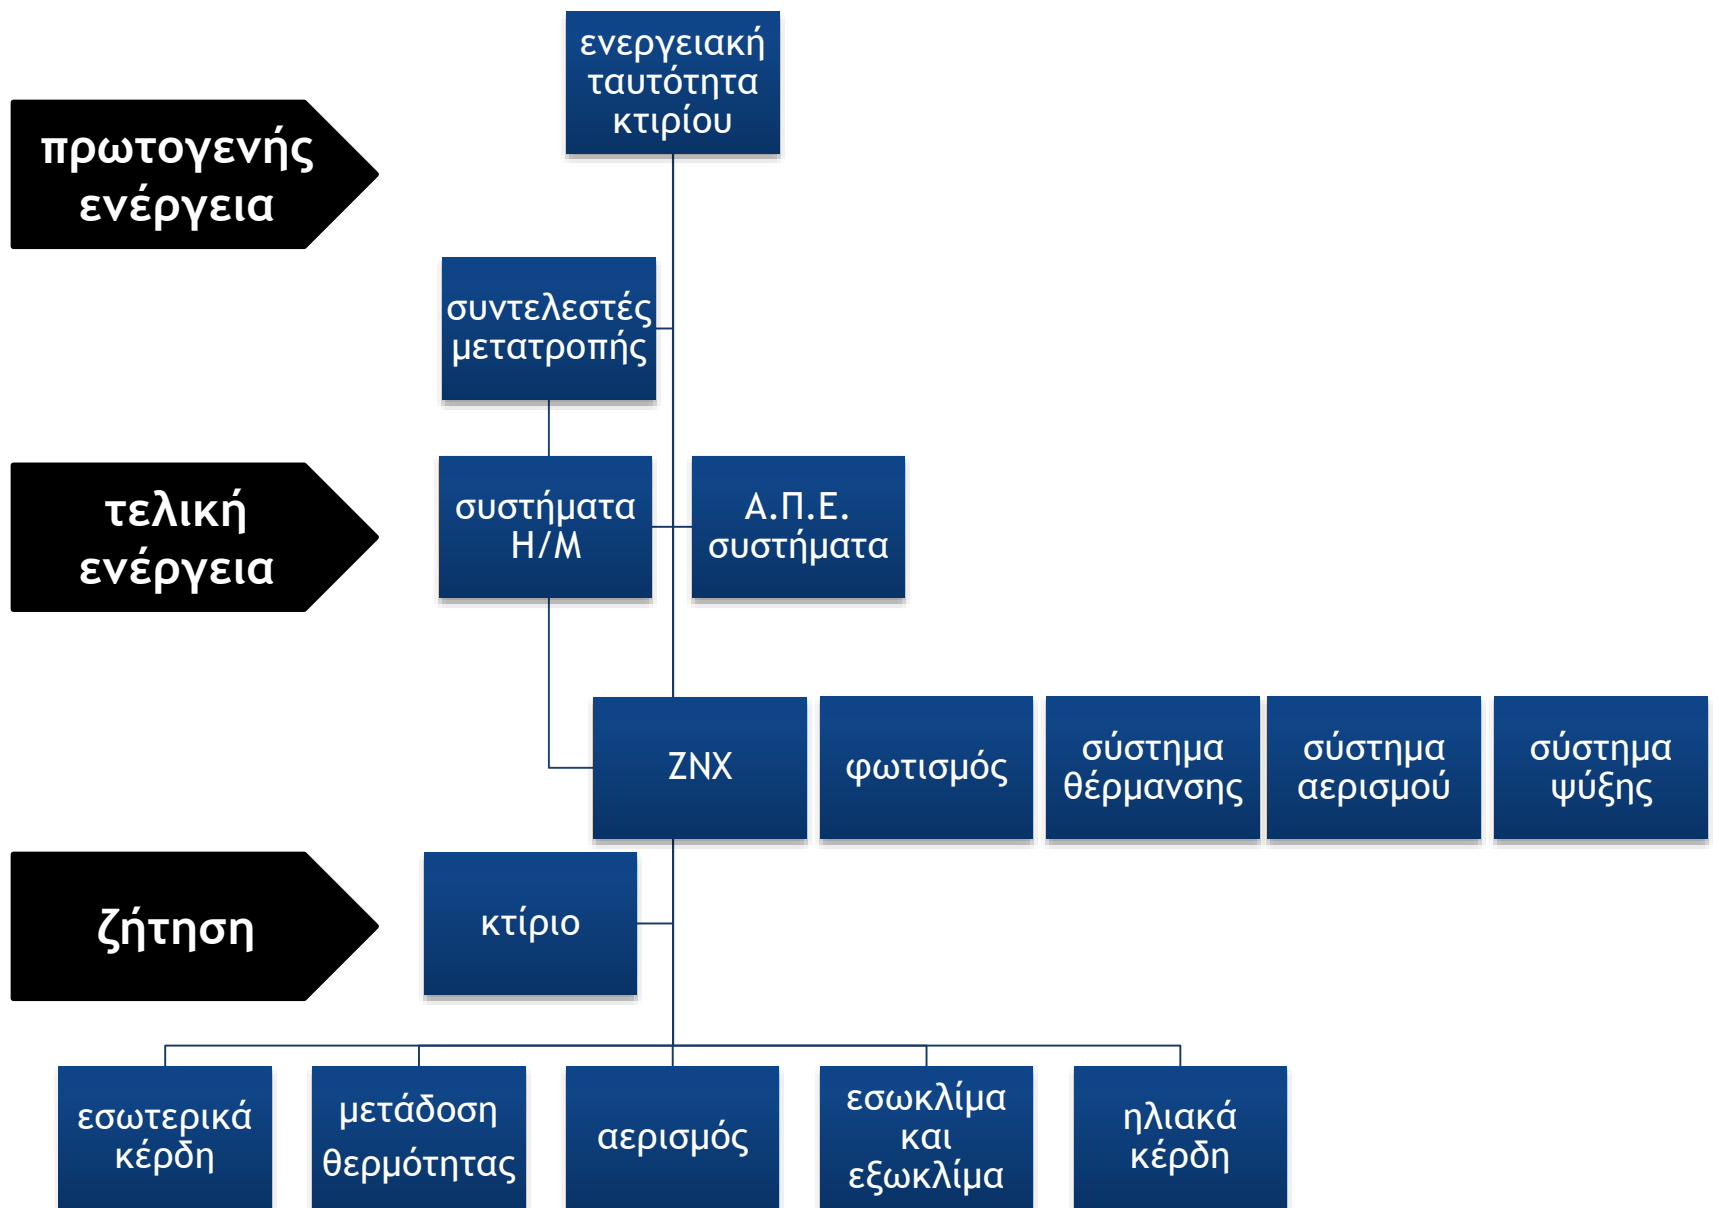 ενεργειακή
ταυτότητα
κτιρίου
πρωτογενής
ενέργεια
συντελεστές
μετατροπής
τελική
ενέργεια
συστήματα
Η/Μ
Α.Π.Ε.
συστήματα
ΖΝΧ
φωτισμός
σύστημα
θέρμανσης
σύστημα
αερισμού
σύστημα
ψύξης
ζήτηση
κτίριο
εσωτερικά
κέρδη
μετάδοση
θερμότητας
αερισμός
εσωκλίμα
και
εξωκλίμα
ηλιακά
κέρδη